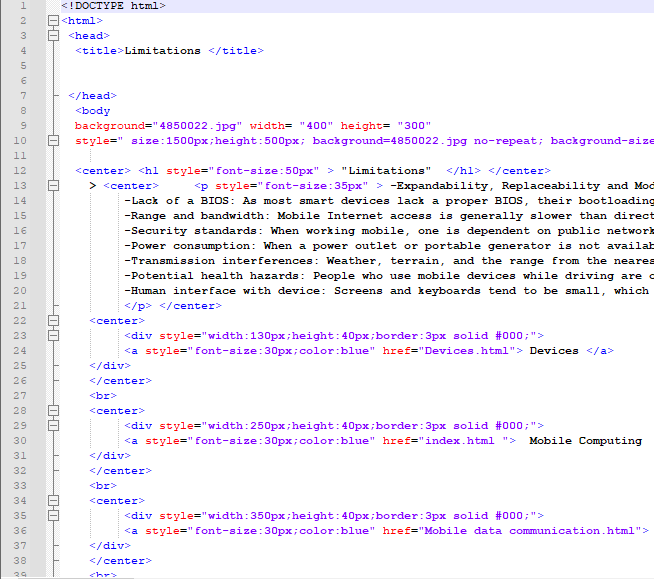 1 <!DOCTYPE html>
2 <html>
3 <head>
4 <title>Limitations </title>
5
6
7 </head>
8 <body
9 background="4850022.jpg" width= "400" height= "300"
10 style=" size:1500px;height:500px; background=4850022.jpg no-repeat; background-size
11
12 <center> <h1 style="font-size:50px" > "Limitations" </h1> </center>
13 > <center> <p style="font-size:35px" > -Expandability, Replaceability and Mod
14 -Lack of a BIOS: As most smart devices lack a proper BIOS, their bootloading
15 -Range and bandwidth: Mobile Internet access is generally slower than direct
16 -Security standards: When working mobile, one is dependent on public network
17 -Power consumption: When a power outlet or portable generator is not availab
18 -Transmission interferences: Weather, terrain, and the range from the neares
19 -Potential health hazards: People who use mobile devices while driving are o
20 -Human interface with device: Screens and keyboards tend to be small, which
21 </p> </center>
22 <center>
23 <div style="width:130px;height:40px;border:3px solid #000;">
24 <a style="font-size:30px;color:blue" href="Devices.html"> Devices </a>
25 </div>
26 </center>
27 <br>
28 <center>
29 <div style="width:250px;height:40px;border:3px solid #000;">
30 <a style="font-size:30px;color:blue" href="index.html "> Mobile Computing
31 </div>
32 </center>
33 <br>
34 <center>
35 <div style="width:350px;height:40px;border:3px solid #000;">
36 <a style="font-size:30px;color:blue" href="Mobile data communication.html">
37 </div>
38 </center>
39 <br>